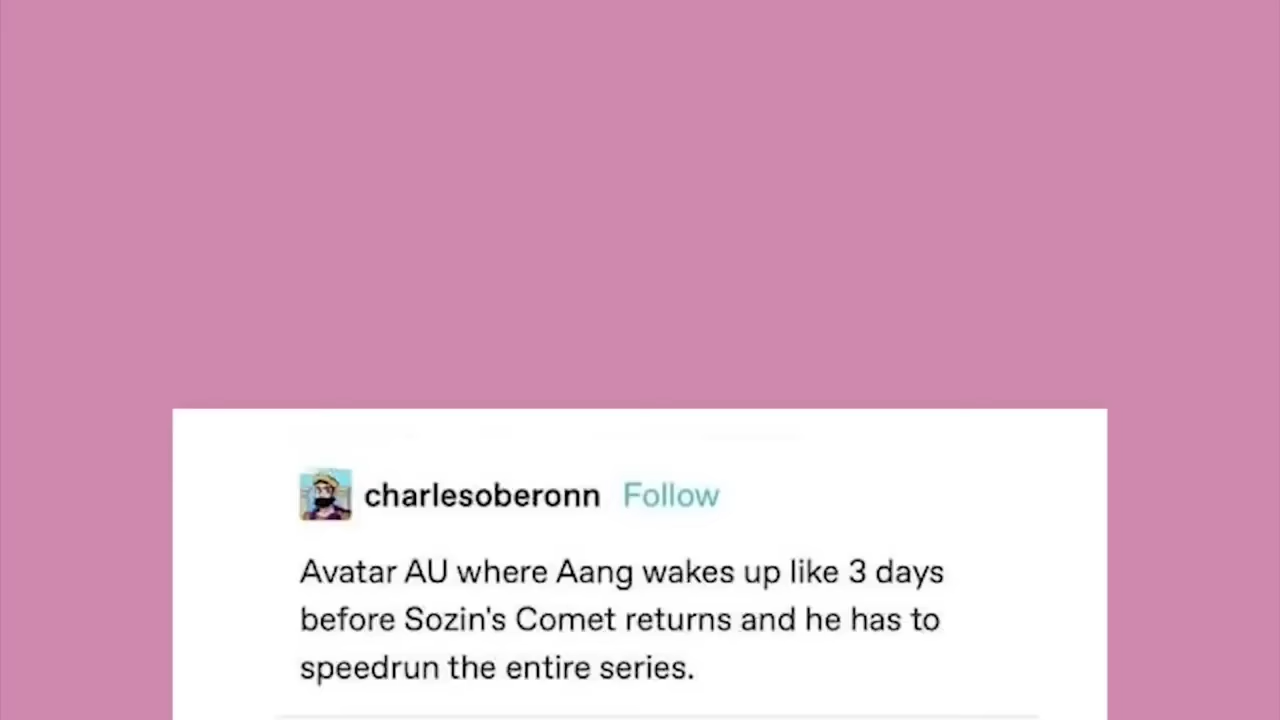 charlesoberonn Follow
Avatar AU where Aang wakes up like 3 days
before Sozin's Comet returns and he has to
speedrun the entire series.